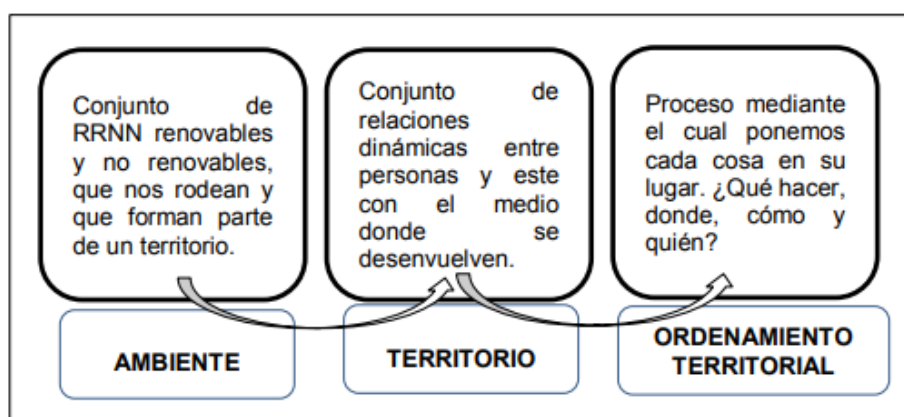 Conjunto de
RRNN renovables
y no renovables,
que nos rodean y
que forman parte
de un territorio.
AMBIENTE
Conjunto de
relaciones
dinámicas entre
personas y este
con el medio
donde se
desenvuelven.
TERRITORIO
Proceso mediante
el cual ponemos
cada cosa en su
lugar. ¿Qué hacer,
donde, cómo y
quién?
ORDENAMIENTO
TERRITORIAL